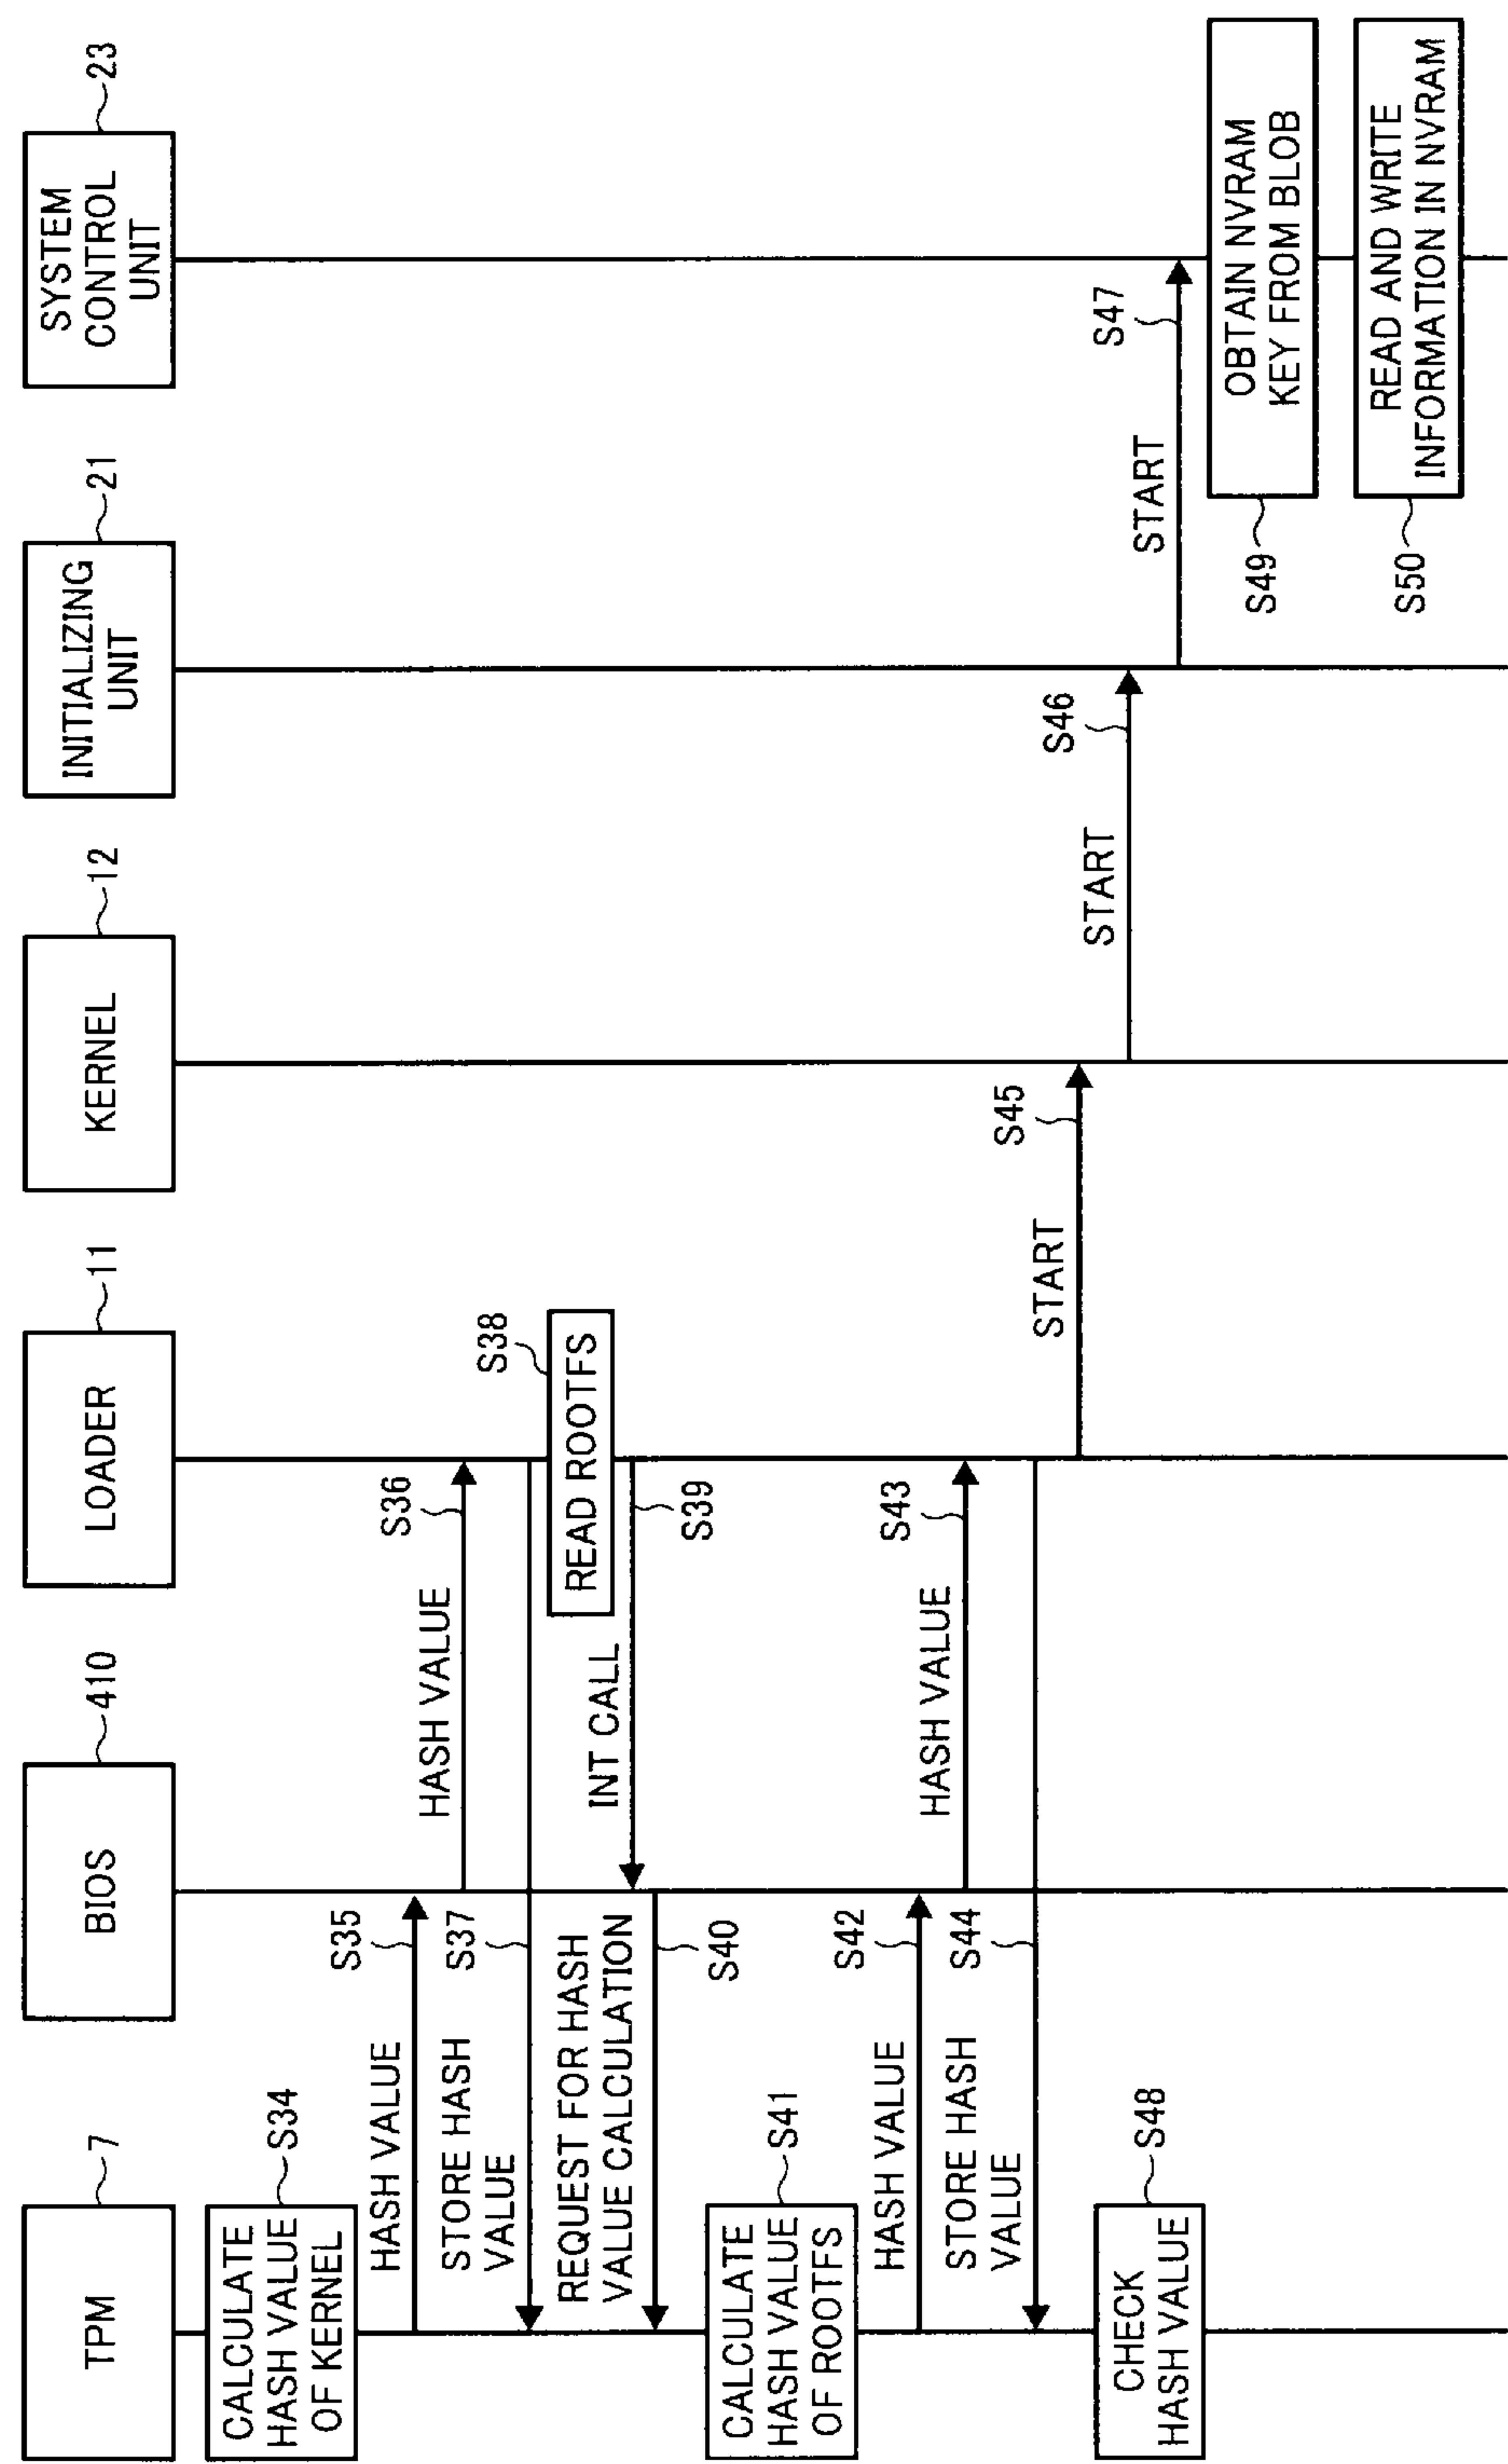 TPM
7
BIOS
410
LOADER
11
KERNEL
12
INITIALIZING
UNIT
21
SYSTEM
CONTROL
UNIT
23
CALCULATE
HASH VALUE
OF KERNEL
S34
HASH VALUE
S35
HASH VALUE
S36
STORE HASH
VALUE
S37
READ ROOTFS
S38
INT CALL
S39
REQUEST FOR HASH
VALUE CALCULATION
S40
CALCULATE
HASH VALUE
OF ROOTFS
S41
HASH VALUE
S42
HASH VALUE
S43
STORE HASH
VALUE
S44
START
S45
START
S46
START
S47
CHECK
HASH VALUE
S48
OBTAIN NVRAM
KEY FROM BLOB
S49
READ AND WRITE
INFORMATION IN NVRAM
S50